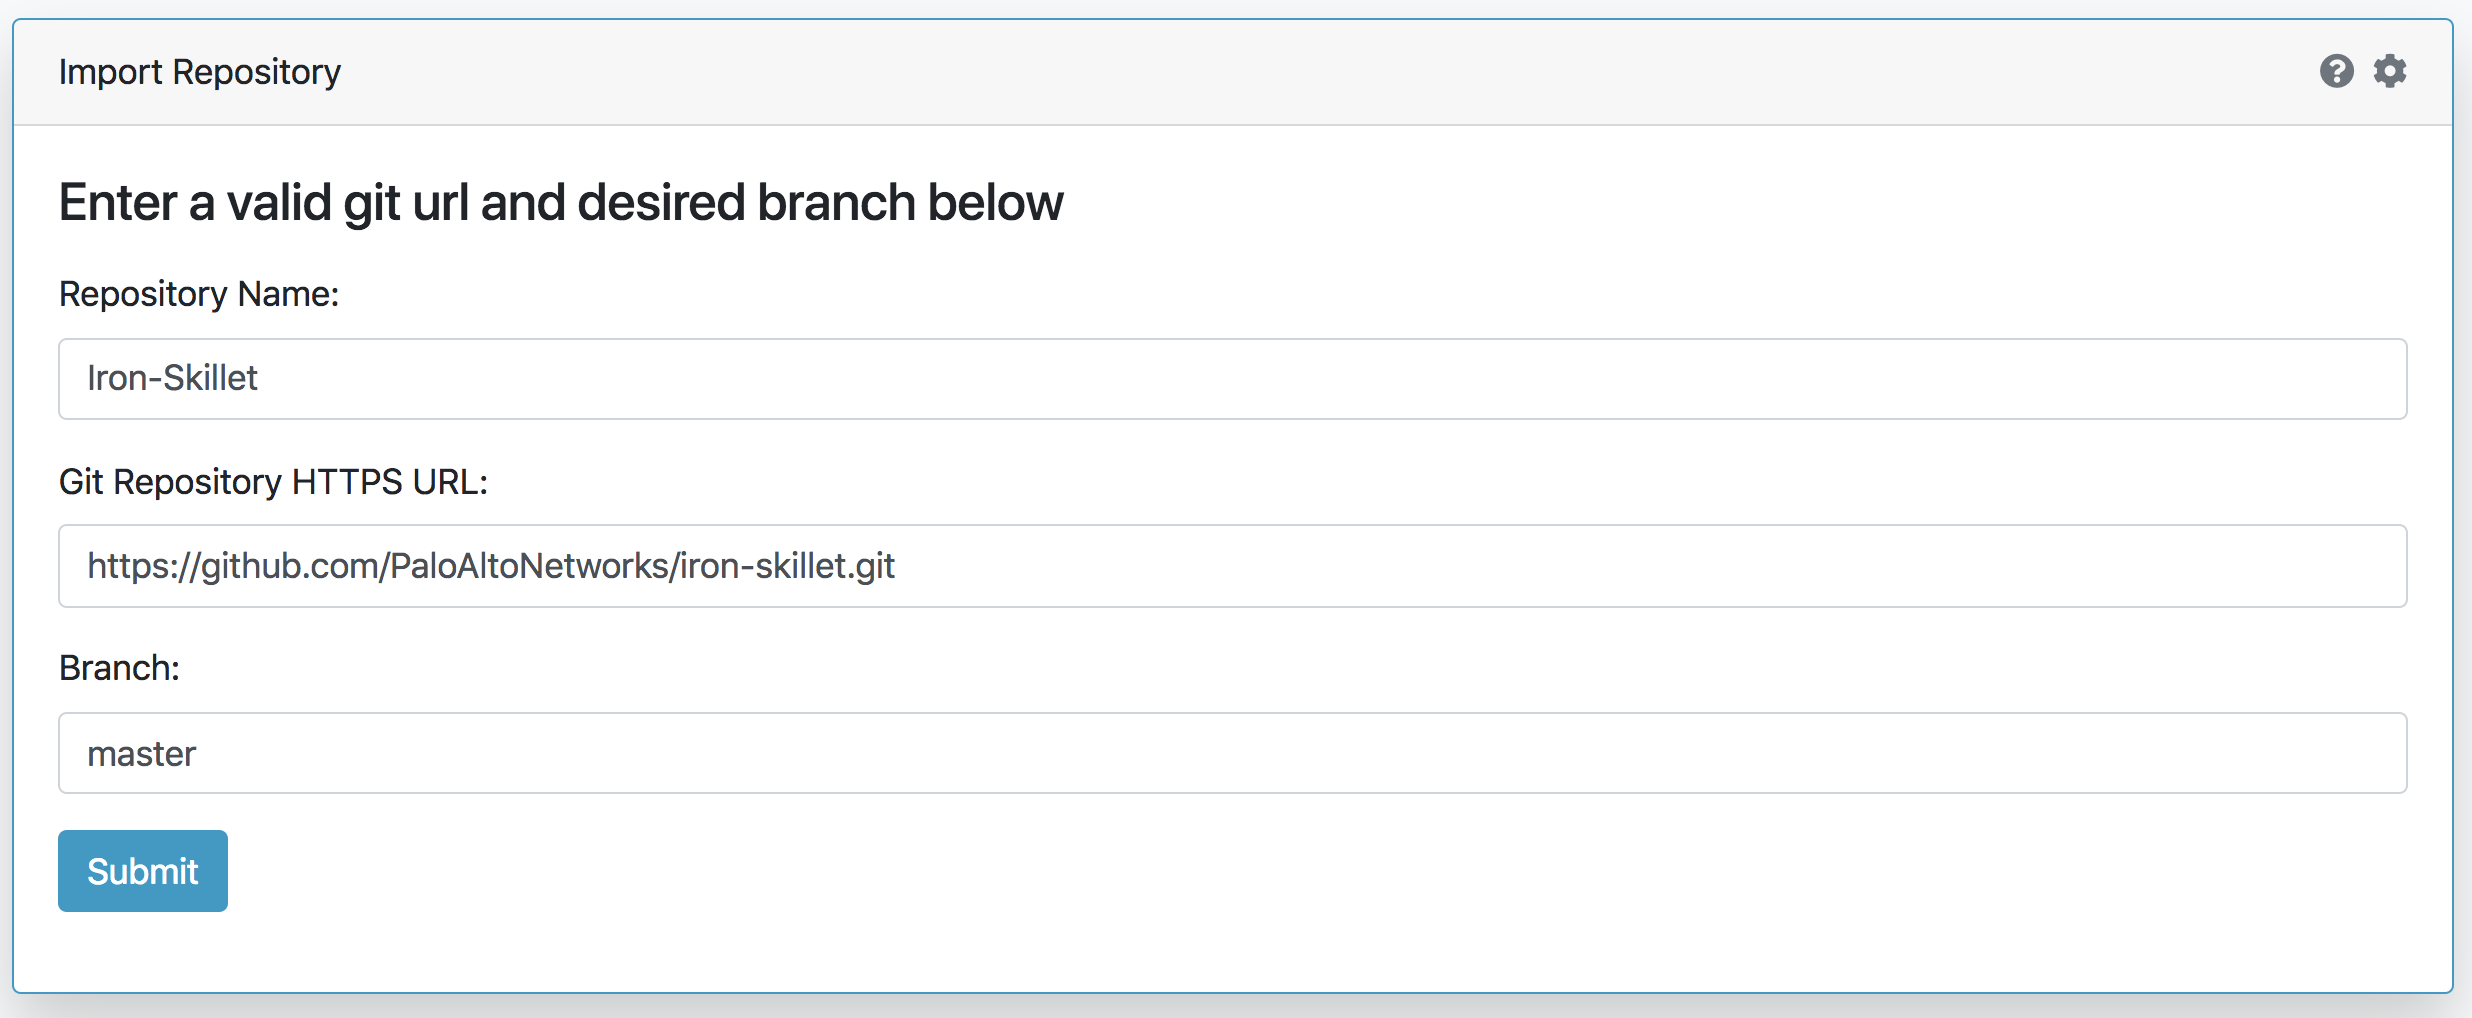 Import Repository
Enter a valid git url and desired branch below
Repository Name:
Iron-Skillet
Git Repository HTTPS URL:
https://github.com/PaloAltoNetworks/iron-skillet.git
Branch:
master
Submit